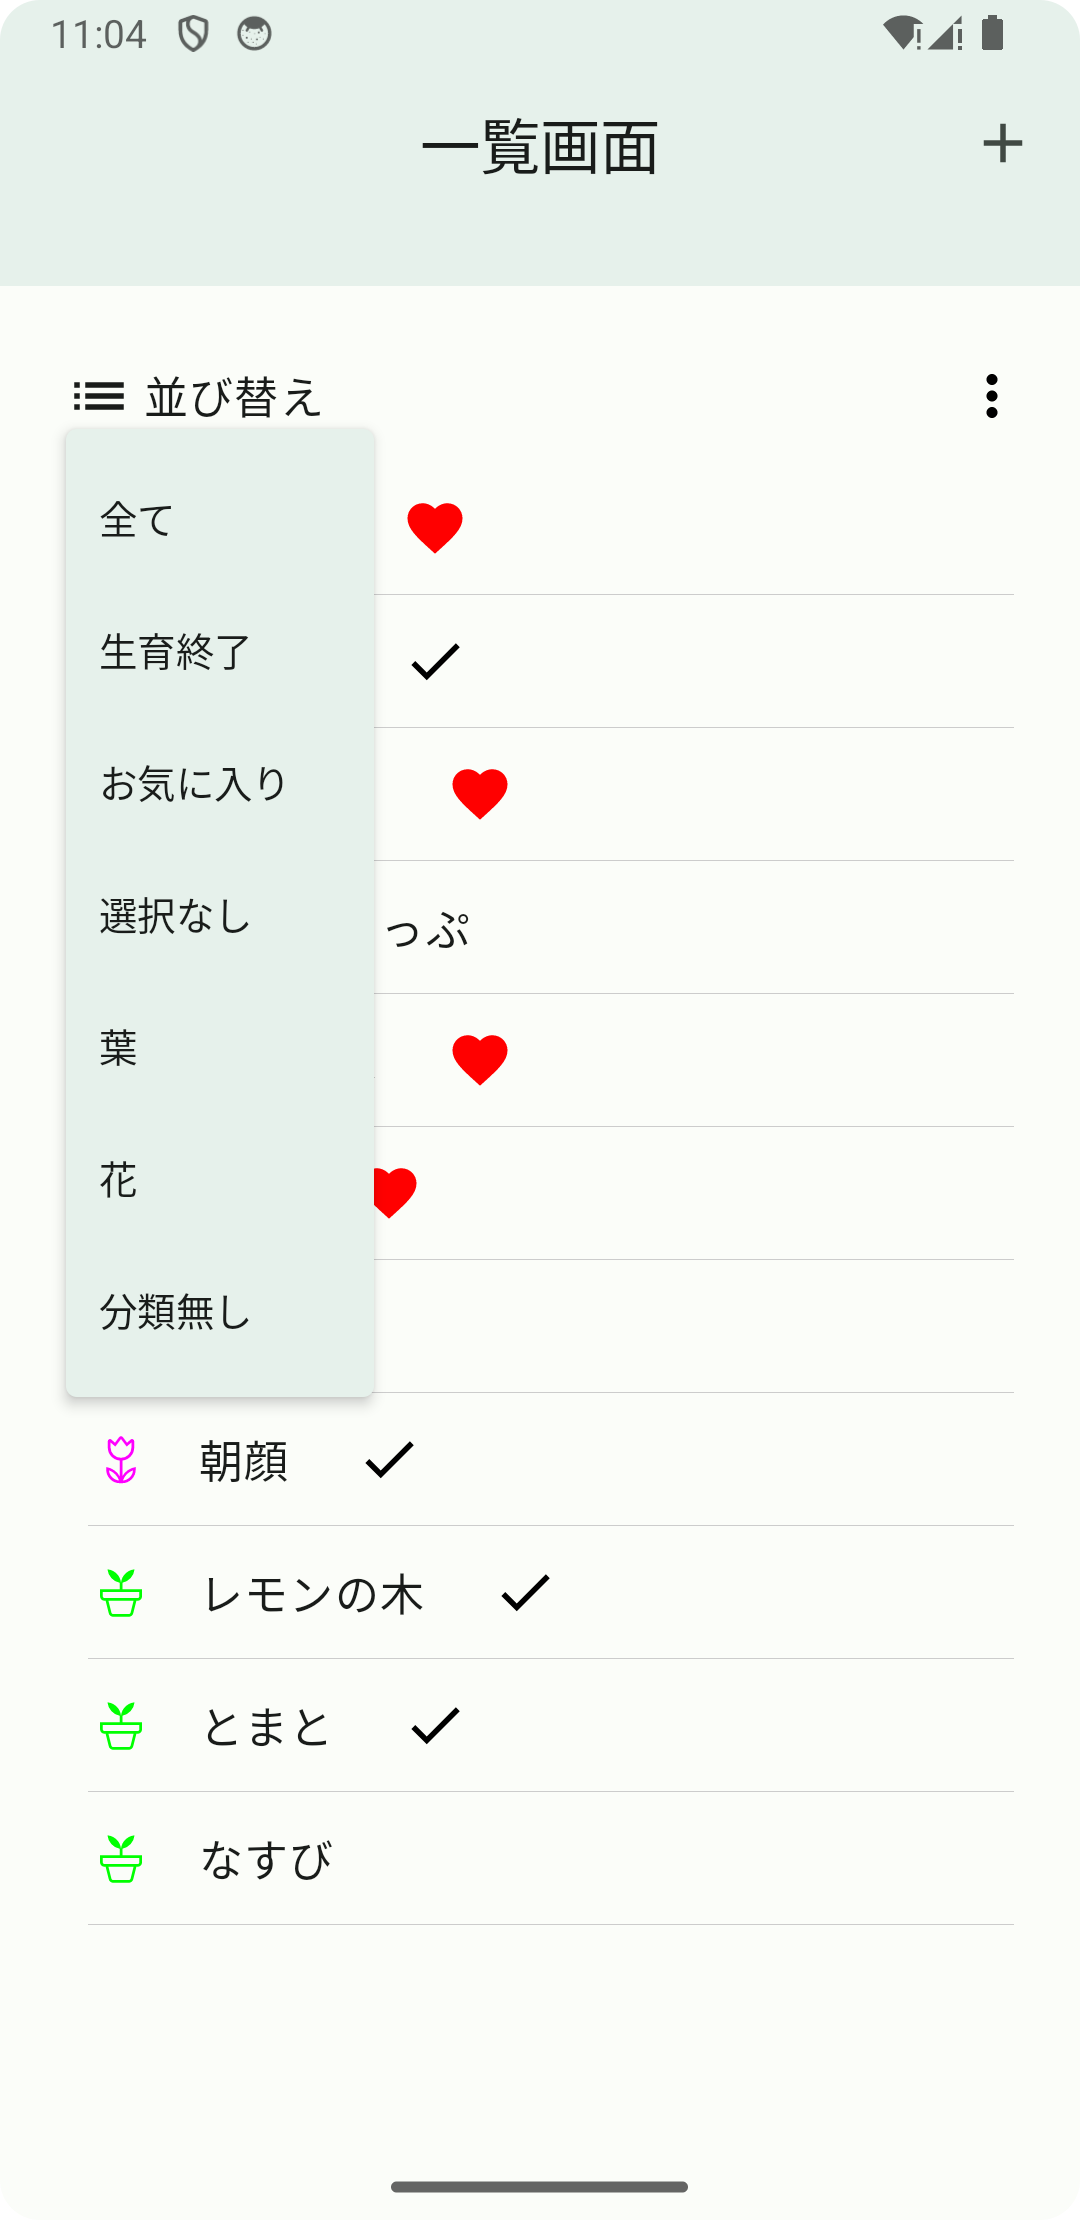 11:04
一覧画面
並び替え
全て
生育終了
お気に入り
選択なし
っぷ
葉
花
分類無し
朝顔
レモンの木
とまと
なすび